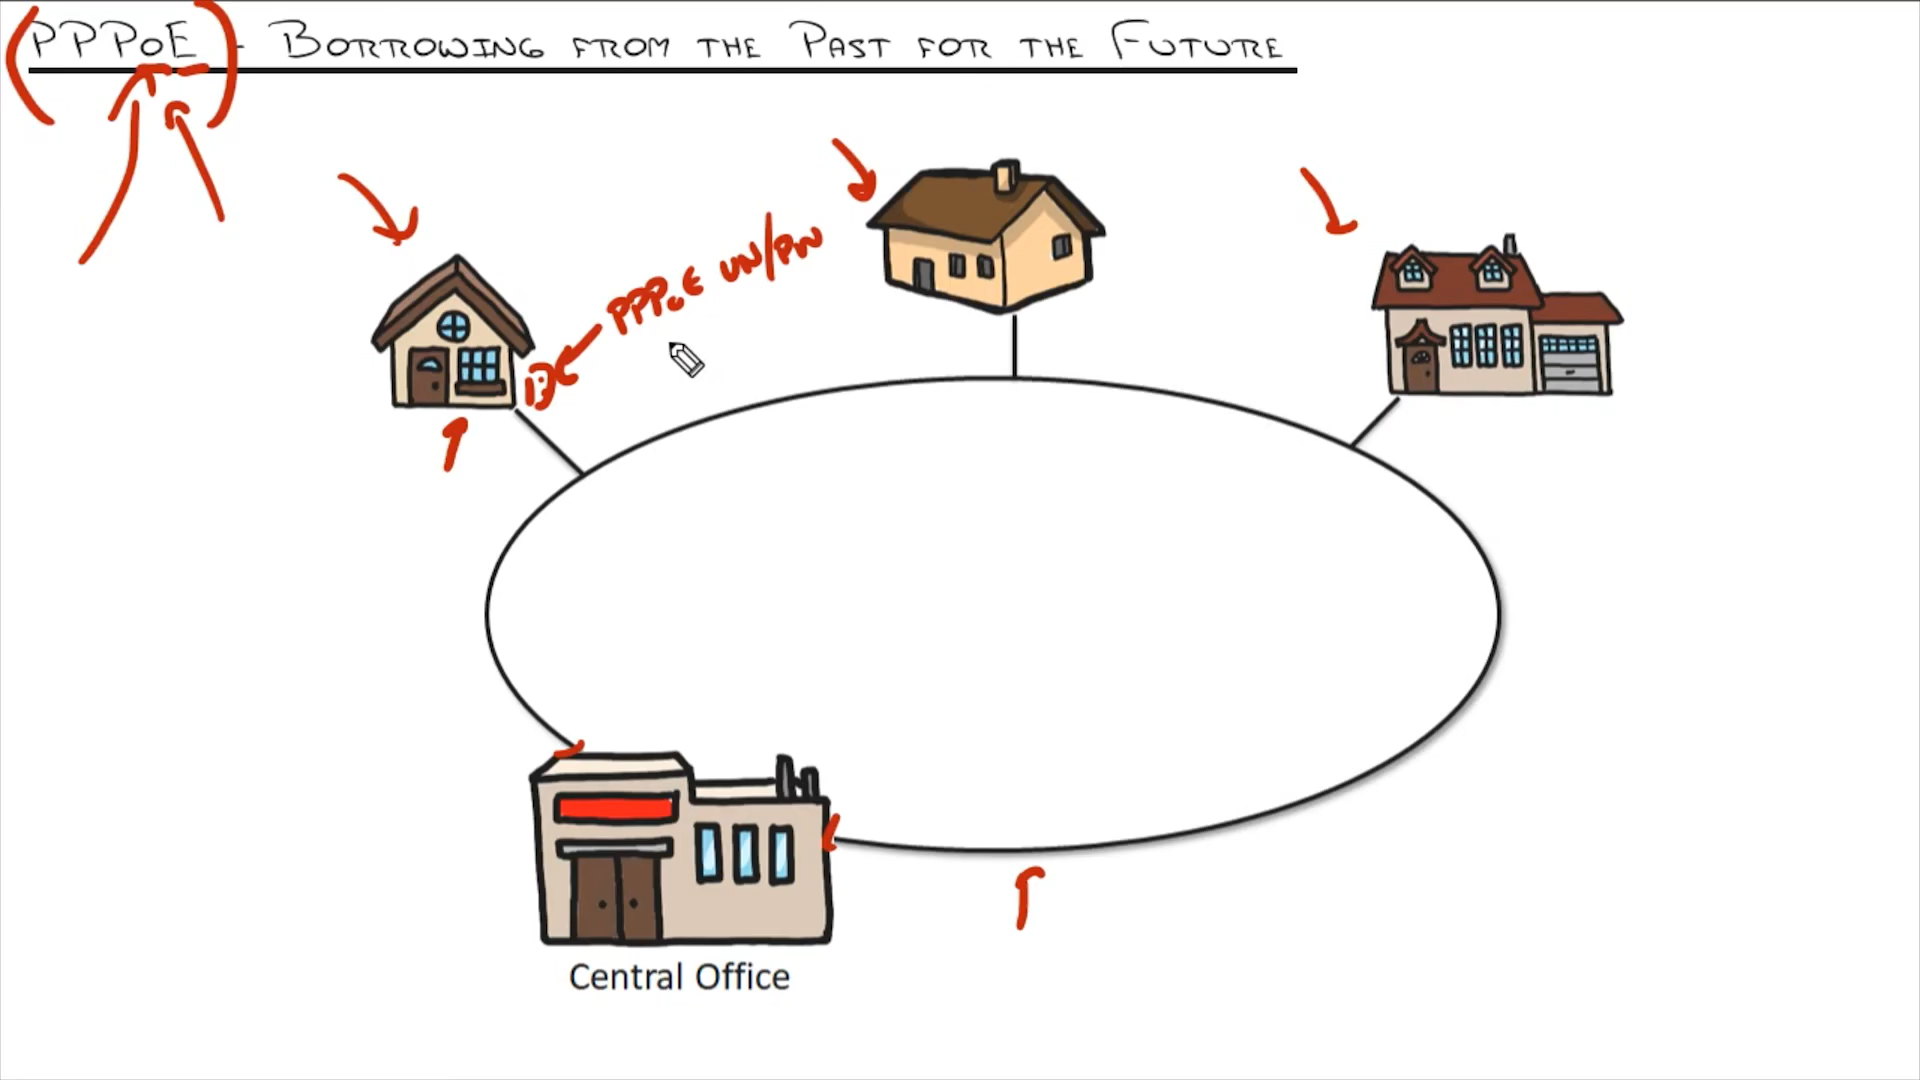 PPPoE - Borrowing from the Past for the Future
PPPoE UN/PW
Central Office